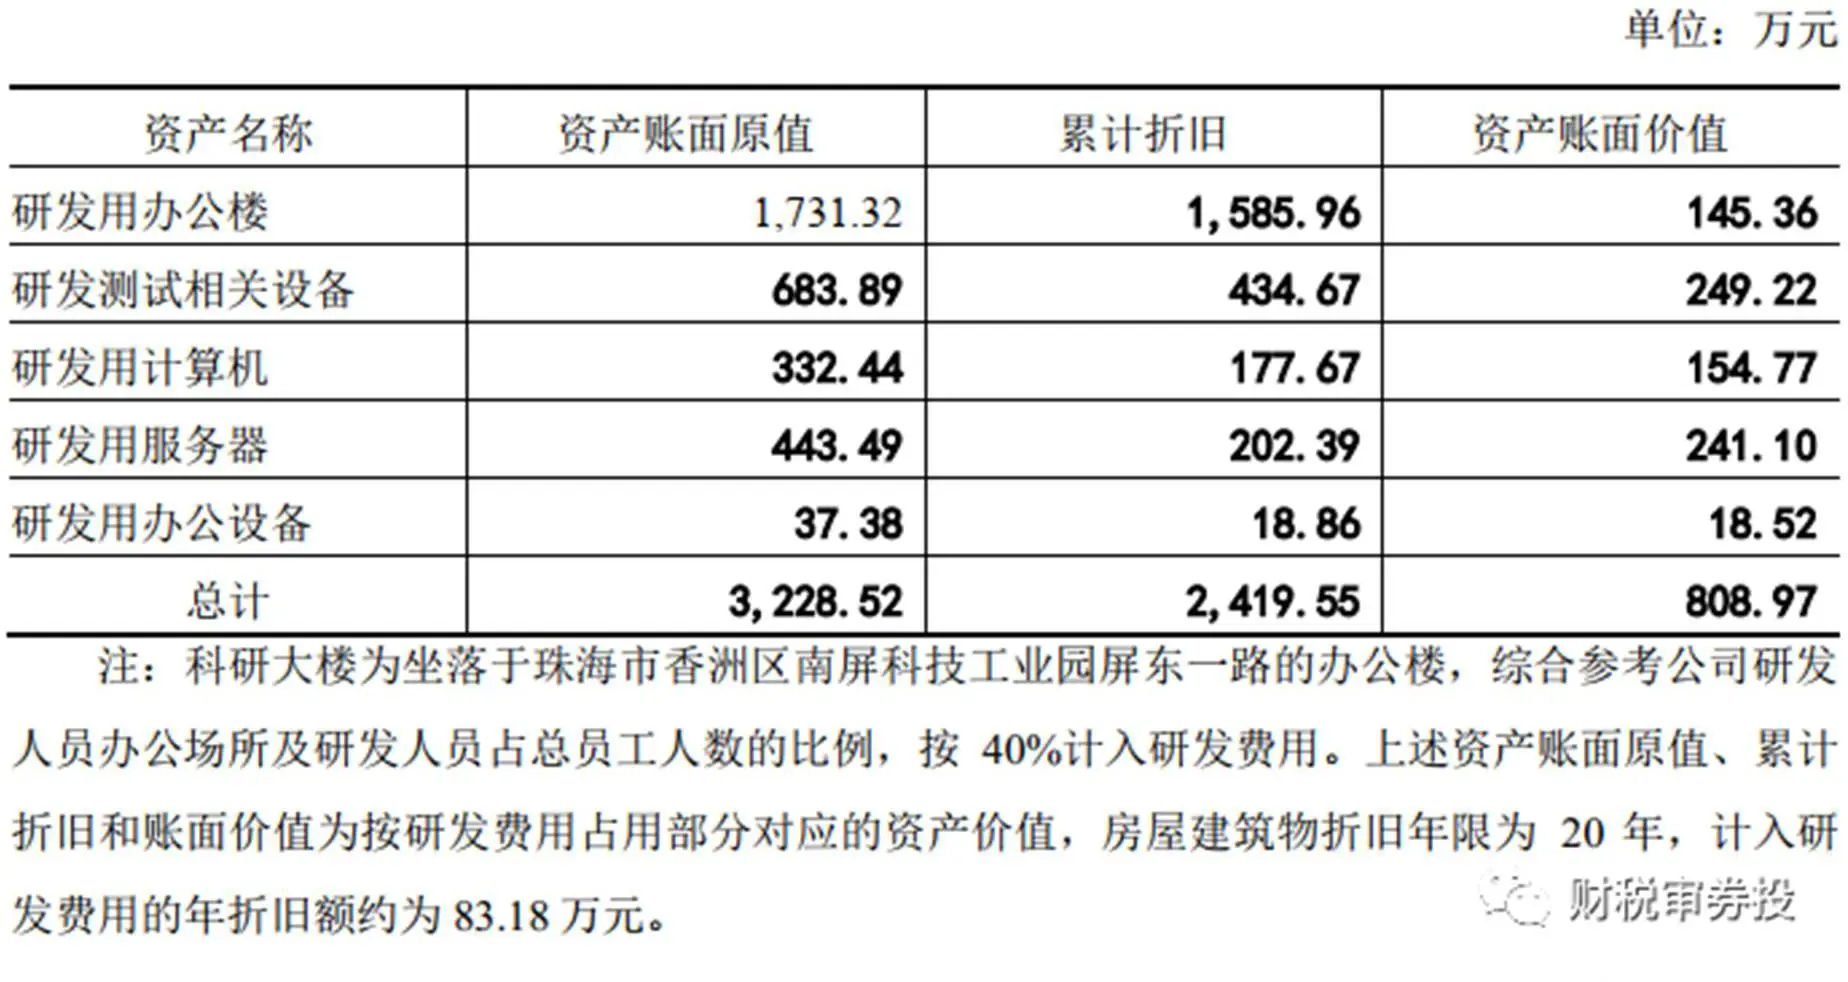 单位：万元
资产名称 资产账面原值 累计折旧 资产账面价值
研发用办公楼 1,731.32 1,585.96 145.36
研发测试相关设备 683.89 434.67 249.22
研发用计算机 332.44 177.67 154.77
研发用服务器 443.49 202.39 241.10
研发用办公设备 37.38 18.86 18.52
总计 3,228.52 2,419.55 808.97
注：科研大楼为坐落于珠海市香洲区南屏科技工业园屏东一路的办公楼，综合参考公司研发
人员办公场所及研发人员占总员工人数的比例，按 40%计入研发费用。上述资产账面原值、累计
折旧和账面价值为按研发费用占用部分对应的资产价值，房屋建筑物折旧年限为 20 年，计入研
发费用的年折旧额约为 83.18 万元。
财税审券投